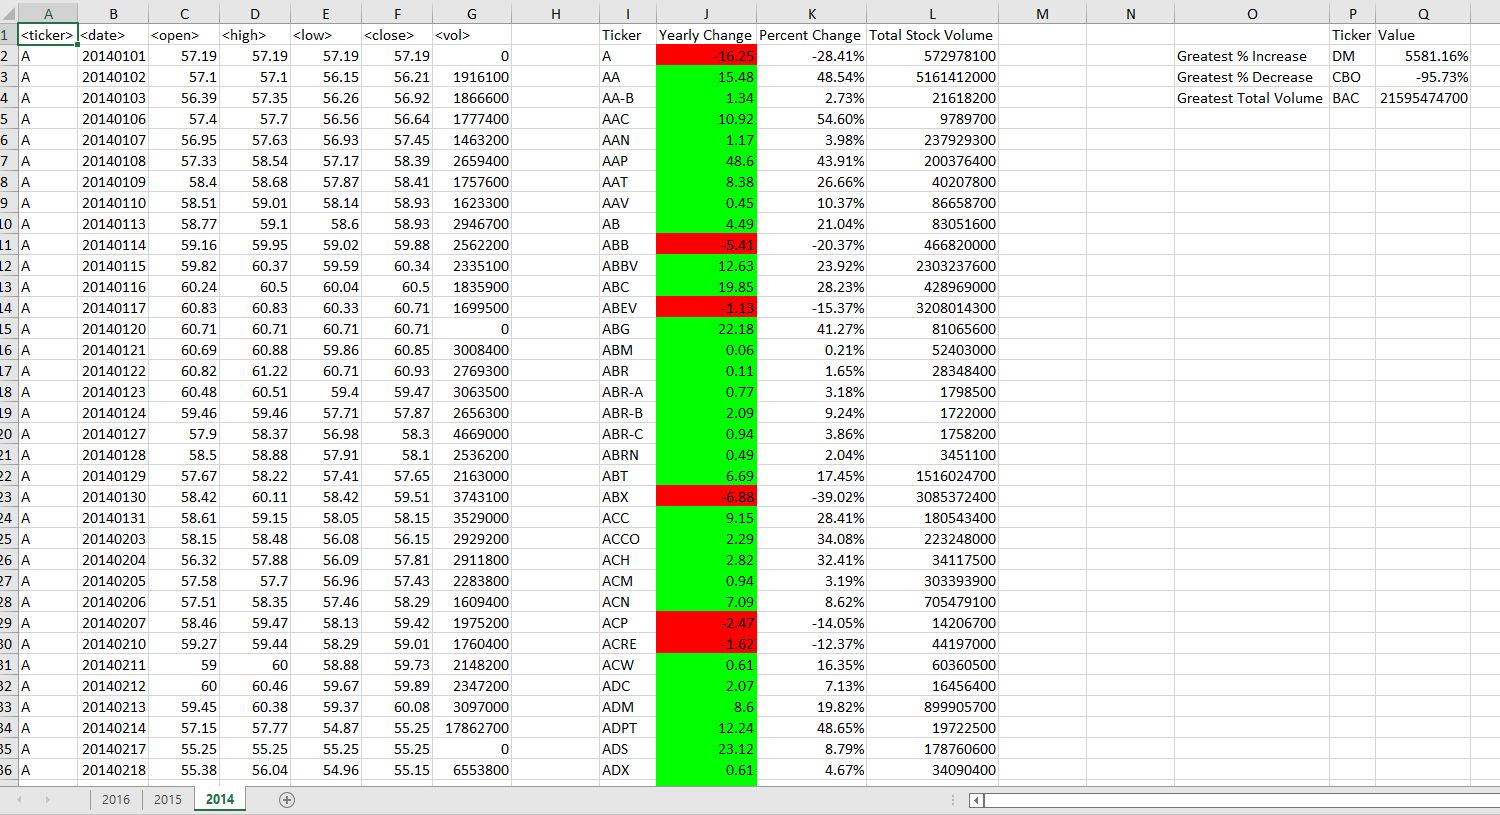 A B C D E F G H I J K L M N O P Q
1 <ticker> <date> <open> <high> <low> <close> <vol> Ticker Yearly Change Percent Change Total Stock Volume Ticker Value
2 A 20140101 57.19 57.19 57.19 57.19 0 A -16.25 -28.41% 572978100 Greatest % Increase DM 5581.16%
3 A 20140102 57.1 57.1 56.15 56.21 1916100 AA 15.48 48.54% 5161412000 Greatest % Decrease CBO -95.73%
4 A 20140103 56.39 57.35 56.26 56.92 1866600 AA-B 1.34 2.73% 21618200 Greatest Total Volume BAC 21595474700
5 A 20140106 57.4 57.7 56.56 56.64 1777400 AAC 10.92 54.60% 9789700
6 A 20140107 56.95 57.63 56.93 57.45 1463200 AAN 1.17 3.98% 237929300
7 A 20140108 57.33 58.54 57.17 58.39 2659400 AAP 48.6 43.91% 200376400
8 A 20140109 58.4 58.68 57.87 58.41 1757600 AAT 8.38 26.66% 40207800
9 A 20140110 58.51 59.01 58.14 58.93 1623300 AAV 0.45 10.37% 86658700
10 A 20140113 58.77 59.1 58.6 58.93 2946700 AB 4.49 21.04% 83051600
11 A 20140114 59.16 59.95 59.02 59.88 2562200 ABB -5.41 -20.37% 466820000
12 A 20140115 59.82 60.37 59.59 60.34 2335100 ABBV 12.63 23.92% 2303237600
13 A 20140116 60.24 60.5 60.04 60.5 1835900 ABC 19.85 28.23% 428969000
14 A 20140117 60.83 60.83 60.33 60.71 1699500 ABEV -1.13 -15.37% 3208014300
15 A 20140120 60.71 60.71 60.71 60.71 0 ABG 22.18 41.27% 81065600
16 A 20140121 60.69 60.88 59.86 60.85 3008400 ABM 0.06 0.21% 52403000
17 A 20140122 60.82 61.22 60.71 60.93 2769300 ABR 0.11 1.65% 28348400
18 A 20140123 60.48 60.51 59.4 59.47 3063500 ABR-A 0.77 3.18% 1798500
19 A 20140124 59.46 59.46 57.71 57.87 2656300 ABR-B 2.09 9.24% 1722000
20 A 20140127 57.9 58.37 56.98 58.3 4669000 ABR-C 0.94 3.86% 1758200
21 A 20140128 58.5 58.88 57.91 58.1 2536200 ABRN 0.49 2.04% 3451100
22 A 20140129 57.67 58.22 57.41 57.65 2163000 ABT 6.69 17.45% 1516024700
23 A 20140130 58.42 60.11 58.42 59.51 3743100 ABX -6.88 -39.02% 3085372400
24 A 20140131 58.61 59.15 58.05 58.15 3529000 ACC 9.15 28.41% 180543400
25 A 20140203 58.15 58.48 56.08 56.15 2929200 ACCO 2.29 34.08% 223248000
26 A 20140204 56.32 57.88 56.09 57.81 2911800 ACH 2.82 32.41% 34117500
27 A 20140205 57.58 57.7 56.96 57.43 2283800 ACM 0.94 3.19% 303393900
28 A 20140206 57.51 58.35 57.46 58.29 1609400 ACN 7.09 8.62% 705479100
29 A 20140207 58.46 59.47 58.13 59.42 1975200 ACP -2.47 -14.05% 14206700
30 A 20140210 59.27 59.44 58.29 59.01 1760400 ACRE -1.62 -12.37% 44197000
31 A 20140211 59 60 58.88 59.73 2148200 ACW 0.61 16.35% 60360500
32 A 20140212 60 60.46 59.67 59.89 2347200 ADC 2.07 7.13% 16456400
33 A 20140213 59.45 60.38 59.37 60.08 3097000 ADM 8.6 19.82% 899905700
34 A 20140214 57.15 57.77 54.87 55.25 17862700 ADPT 12.24 48.65% 19722500
35 A 20140217 55.25 55.25 55.25 55.25 0 ADS 23.12 8.79% 178760600
36 A 20140218 55.38 56.04 54.96 55.15 6553800 ADX 0.61 4.67% 34090400
2016 2015 2014